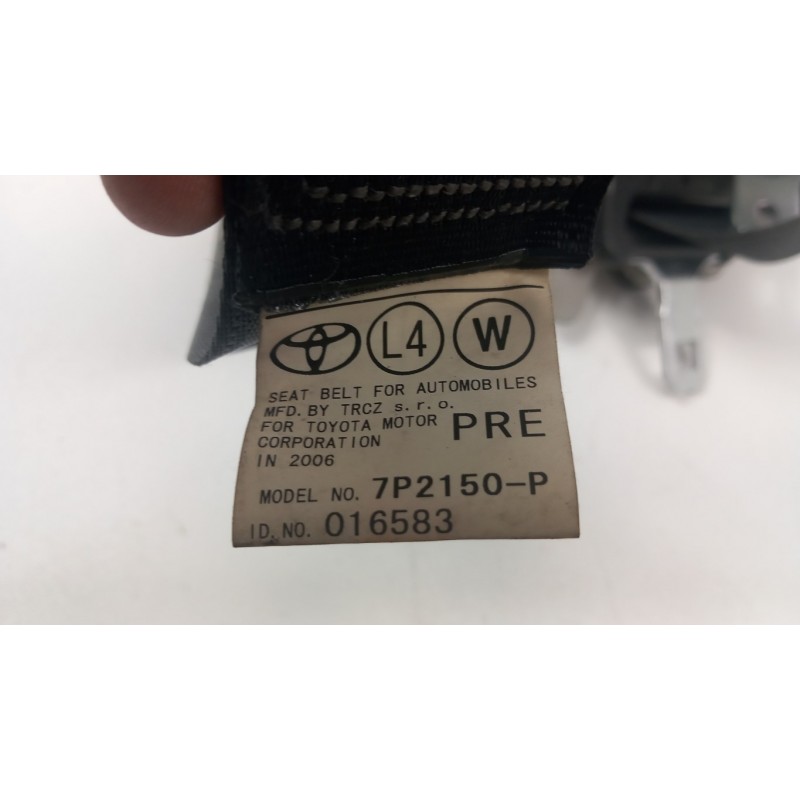 L4 W
SEAT BELT FOR AUTOMOBILES
MFD. BY TRCZ s.r.o.
FOR TOYOTA MOTOR
CORPORATION PRE
IN 2006
MODEL NO. 7P2150-P
ID. NO. 016583